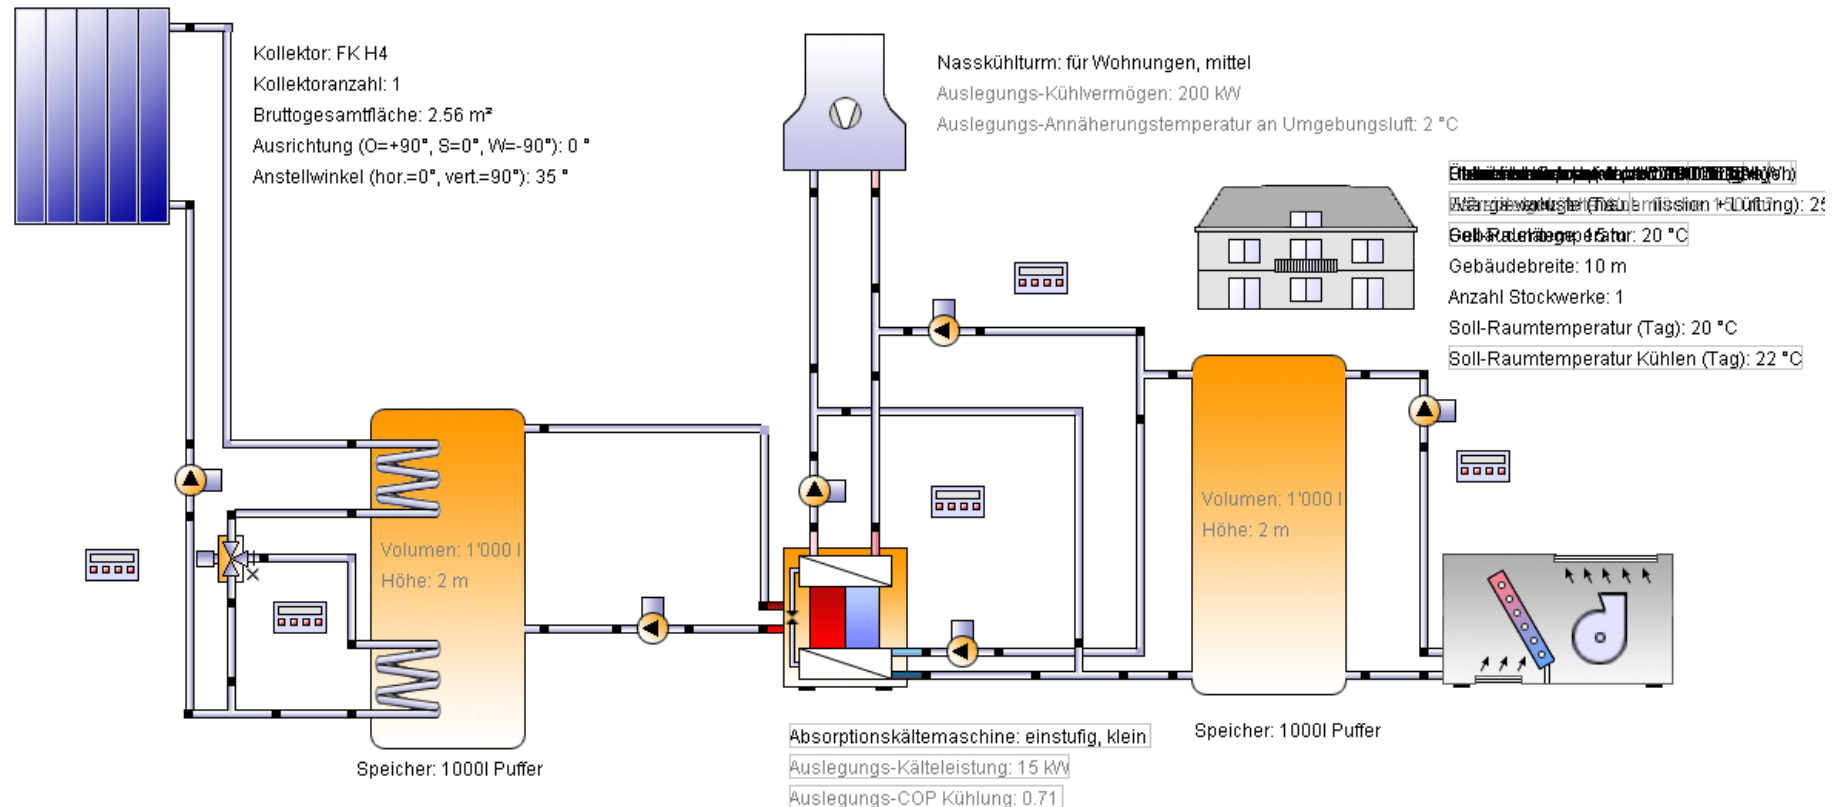 Kollektor: FK H4
Kollektoranzahl: 1
Bruttogesamtfläche: 2.56 m²
Ausrichtung (O=+90°, S=0°, W=-90°): 0 °
Anstellwinkel (hor.=0°, vert.=90°): 35 °
Nasskühlturm: für Wohnungen, mittel
Auslegungs-Kühlvermögen: 200 kW
Auslegungs-Annäherungstemperatur an Umgebungsluft: 2 °C
20 °C
Gebäudebreite: 10 m
Anzahl Stockwerke: 1
Soll-Raumtemperatur (Tag): 20 °C
Soll-Raumtemperatur Kühlen (Tag): 22 °C
Volumen: 1'000 l
Höhe: 2 m
Speicher: 1000l Puffer
Volumen: 1'000 l
Höhe: 2 m
Speicher: 1000l Puffer
Absorptionskältemaschine: einstufig, klein
Auslegungs-Kälteleistung: 15 kW
Auslegungs-COP Kühlung: 0.71